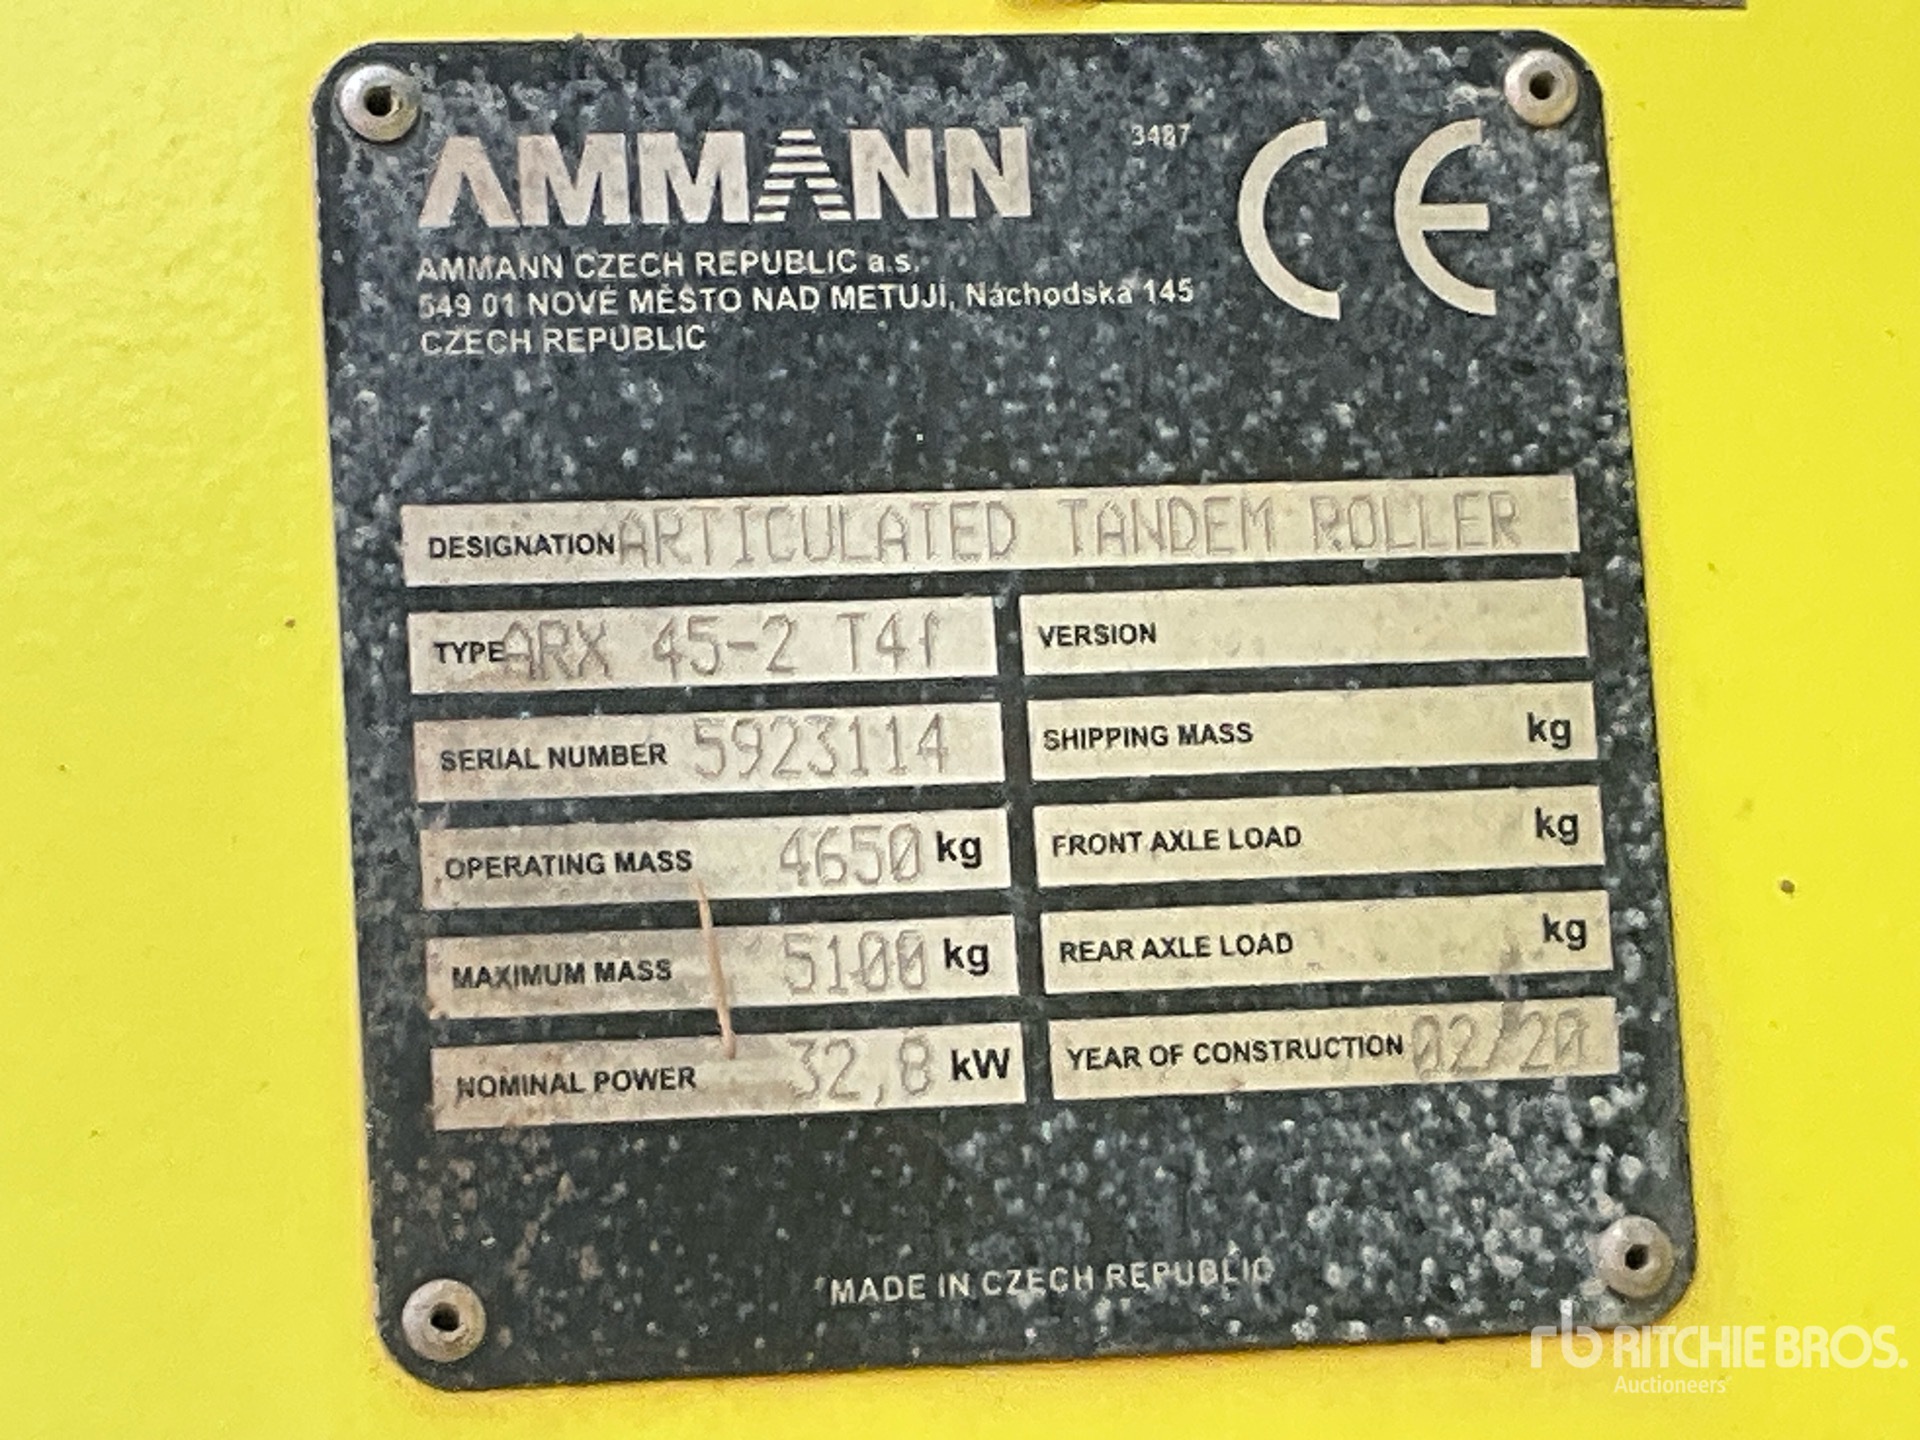 AMMANN
3487
CE
AMMANN CZECH REPUBLIC a.s.
549 01 NOVÉ MĚSTO NAD METUJÍ, Náchodská 145
CZECH REPUBLIC
DESIGNATION ARTICULATED TANDEM ROLLER
TYPE ARX 45-2 T4f
VERSION
SERIAL NUMBER 5923114
SHIPPING MASS kg
OPERATING MASS 4650 kg
FRONT AXLE LOAD kg
MAXIMUM MASS 5100 kg
REAR AXLE LOAD kg
NOMINAL POWER 32,8 kW
YEAR OF CONSTRUCTION 02/20
MADE IN CZECH REPUBLIC
rb RITCHIE BROS.
Auctioneers